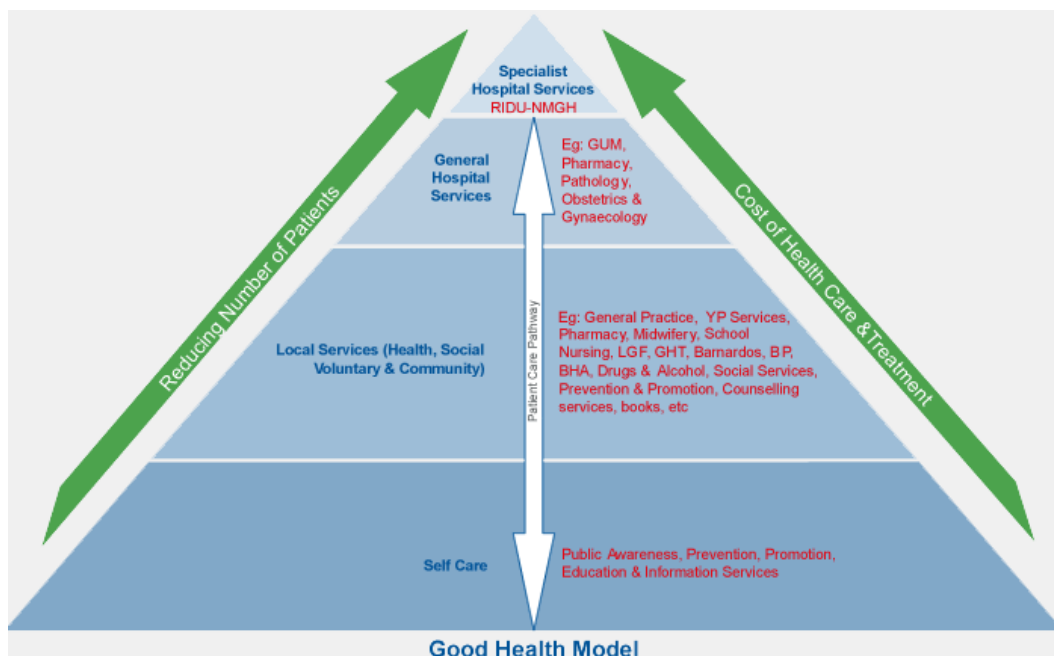 Specialist
Hospital Services
RIDU-NMGH
General
Hospital
Services
Eg: GUM,
Pharmacy,
Pathology,
Obstetrics &
Gynaecology
Reducing Number of Patients
Cost of Health Care &Treatment
Patient Care Pathway
Local Services (Health, Social
Voluntary & Community)
Eg: General Practice, YP Services,
Pharmacy, Midwifery, School
Nursing, LGF, GHT, Barnardos, BP,
BHA, Drugs & Alcohol, Social Services,
Prevention & Promotion, Counselling
services, books, etc
Self Care
Public Awareness, Prevention, Promotion,
Education & Information Services
Good Health Model